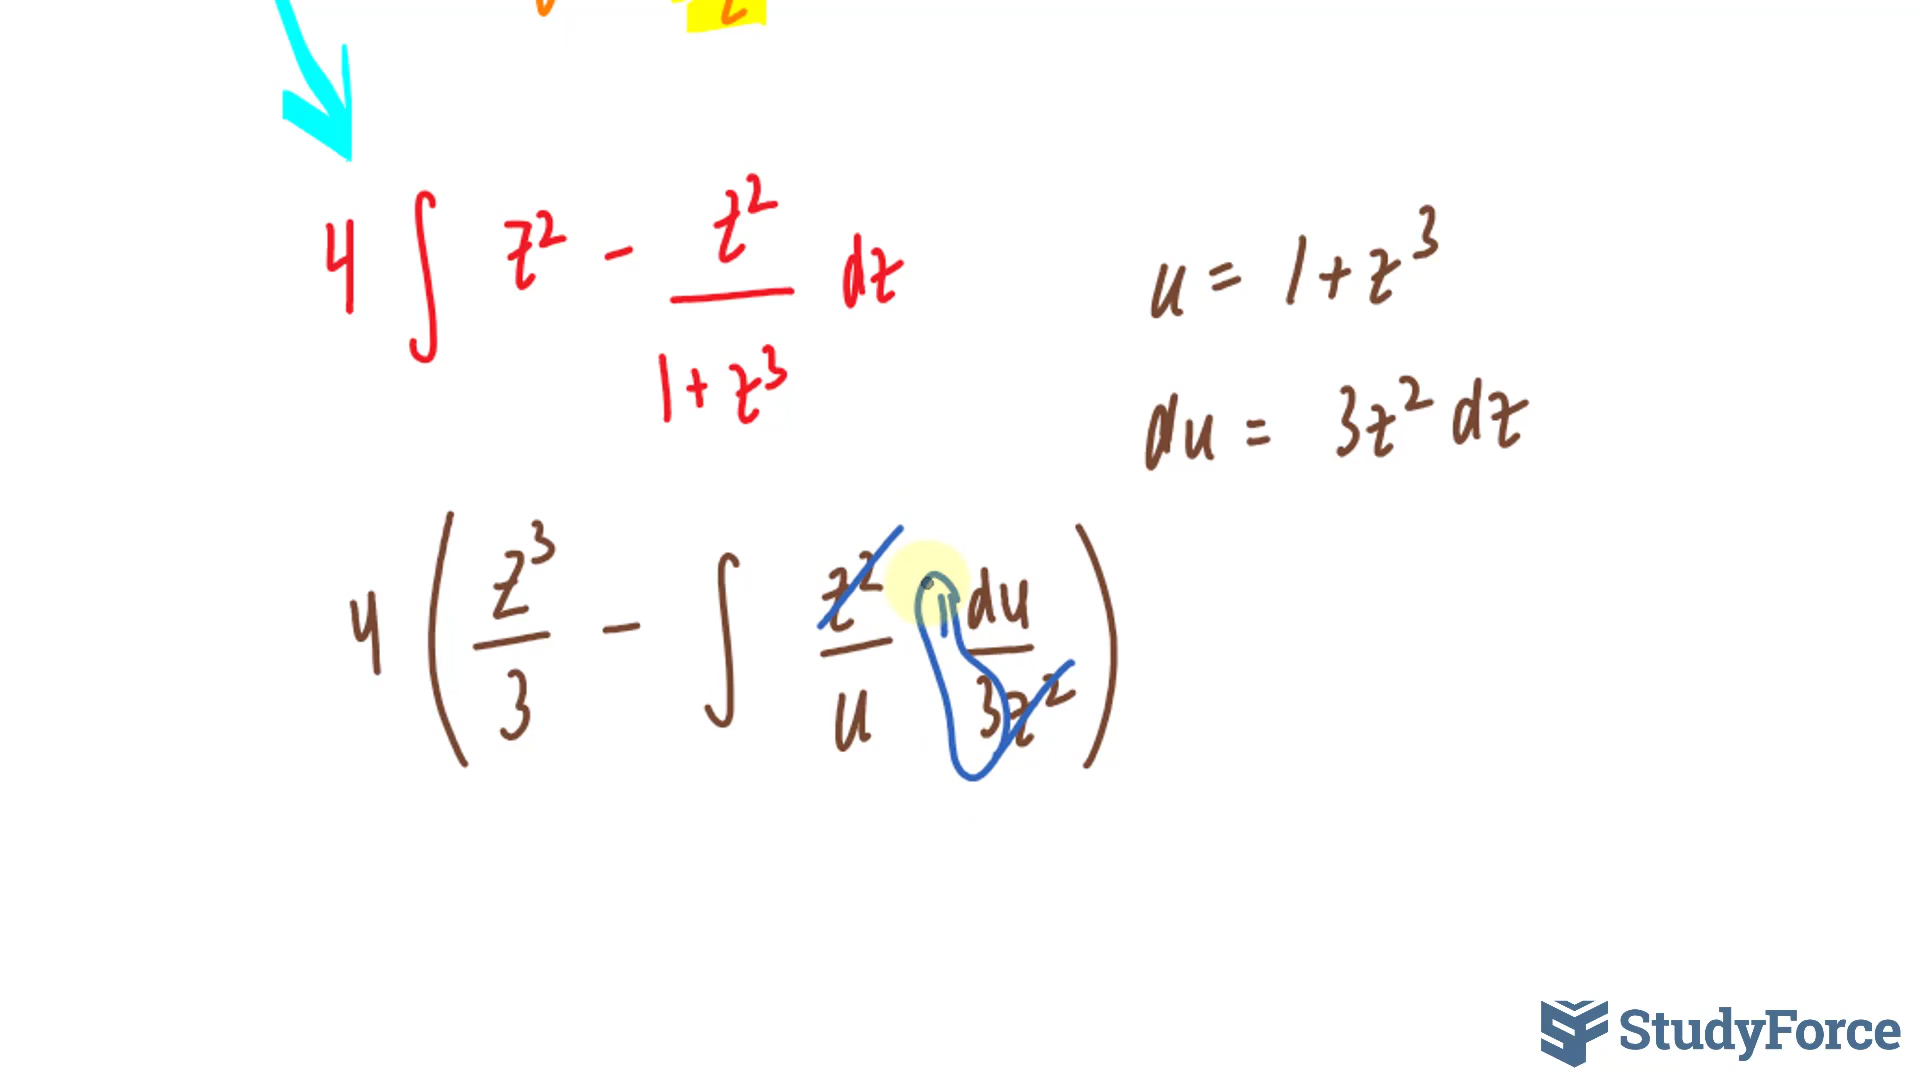 4 ∫ z² - z²/(1+z³) dz
u = 1+z³
du = 3z² dz
4 ( z³/3 - ∫ z²/u du/3z² )
StudyForce